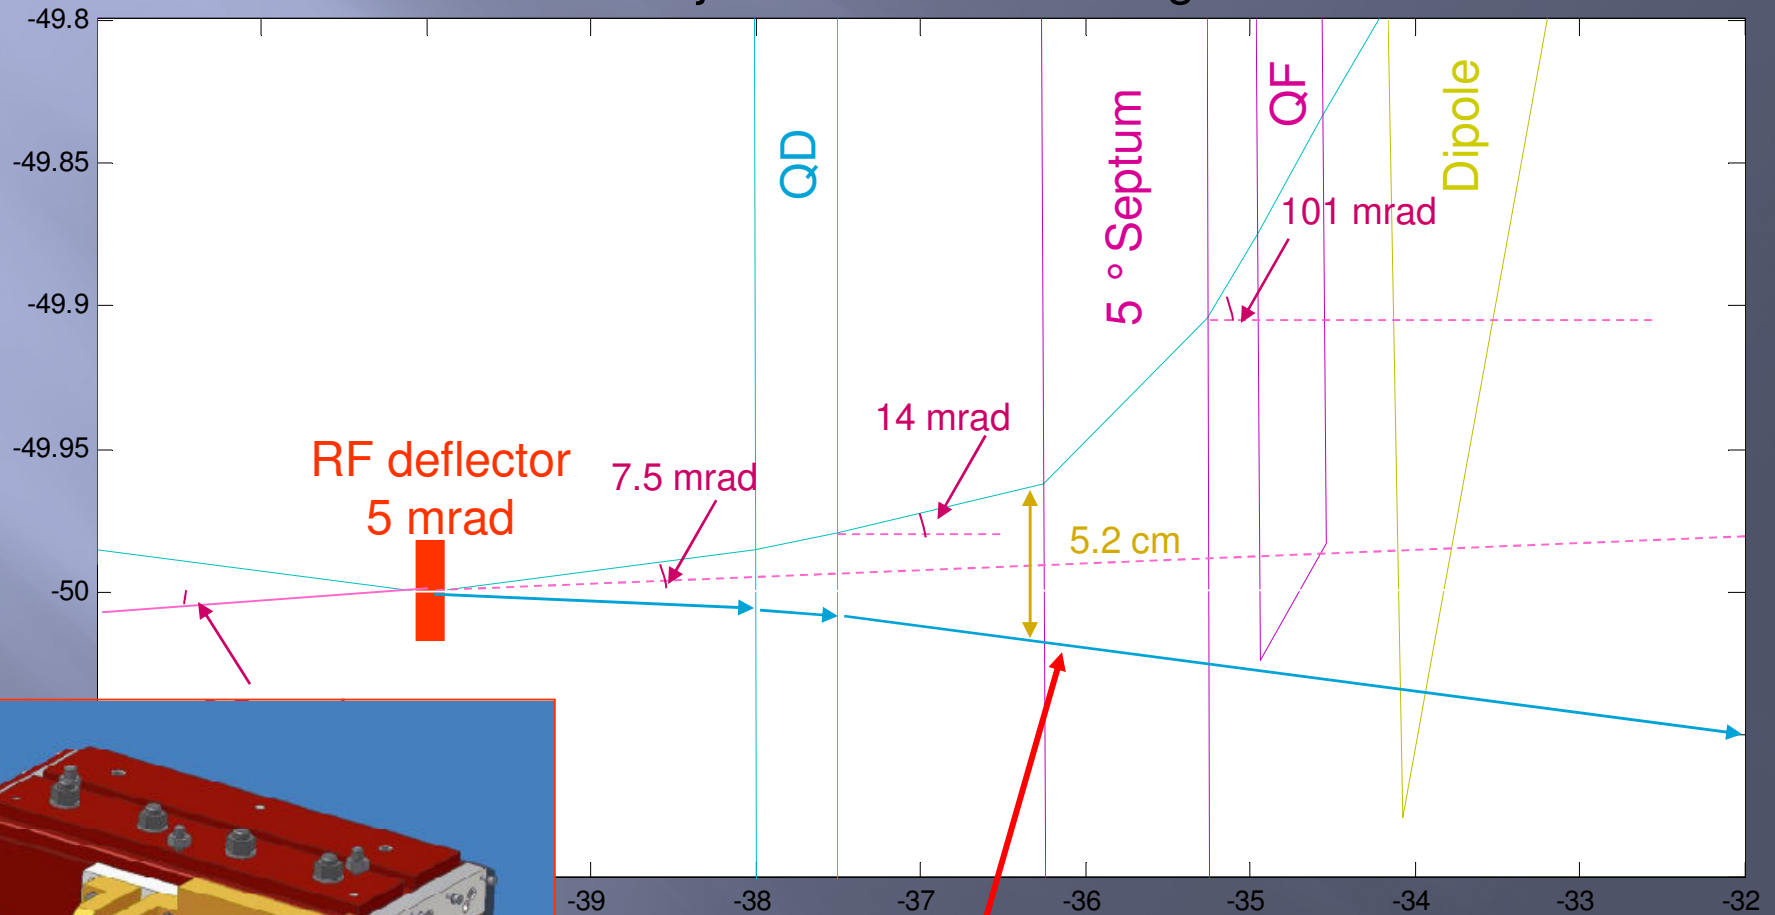 -49.8
-49.85
-49.9
-49.95
-50
QD
5 ° Septum
QF
Dipole
101 mrad
14 mrad
7.5 mrad
RF deflector
5 mrad
5.2 cm
-39
-38
-37
-36
-35
-34
-33
-32